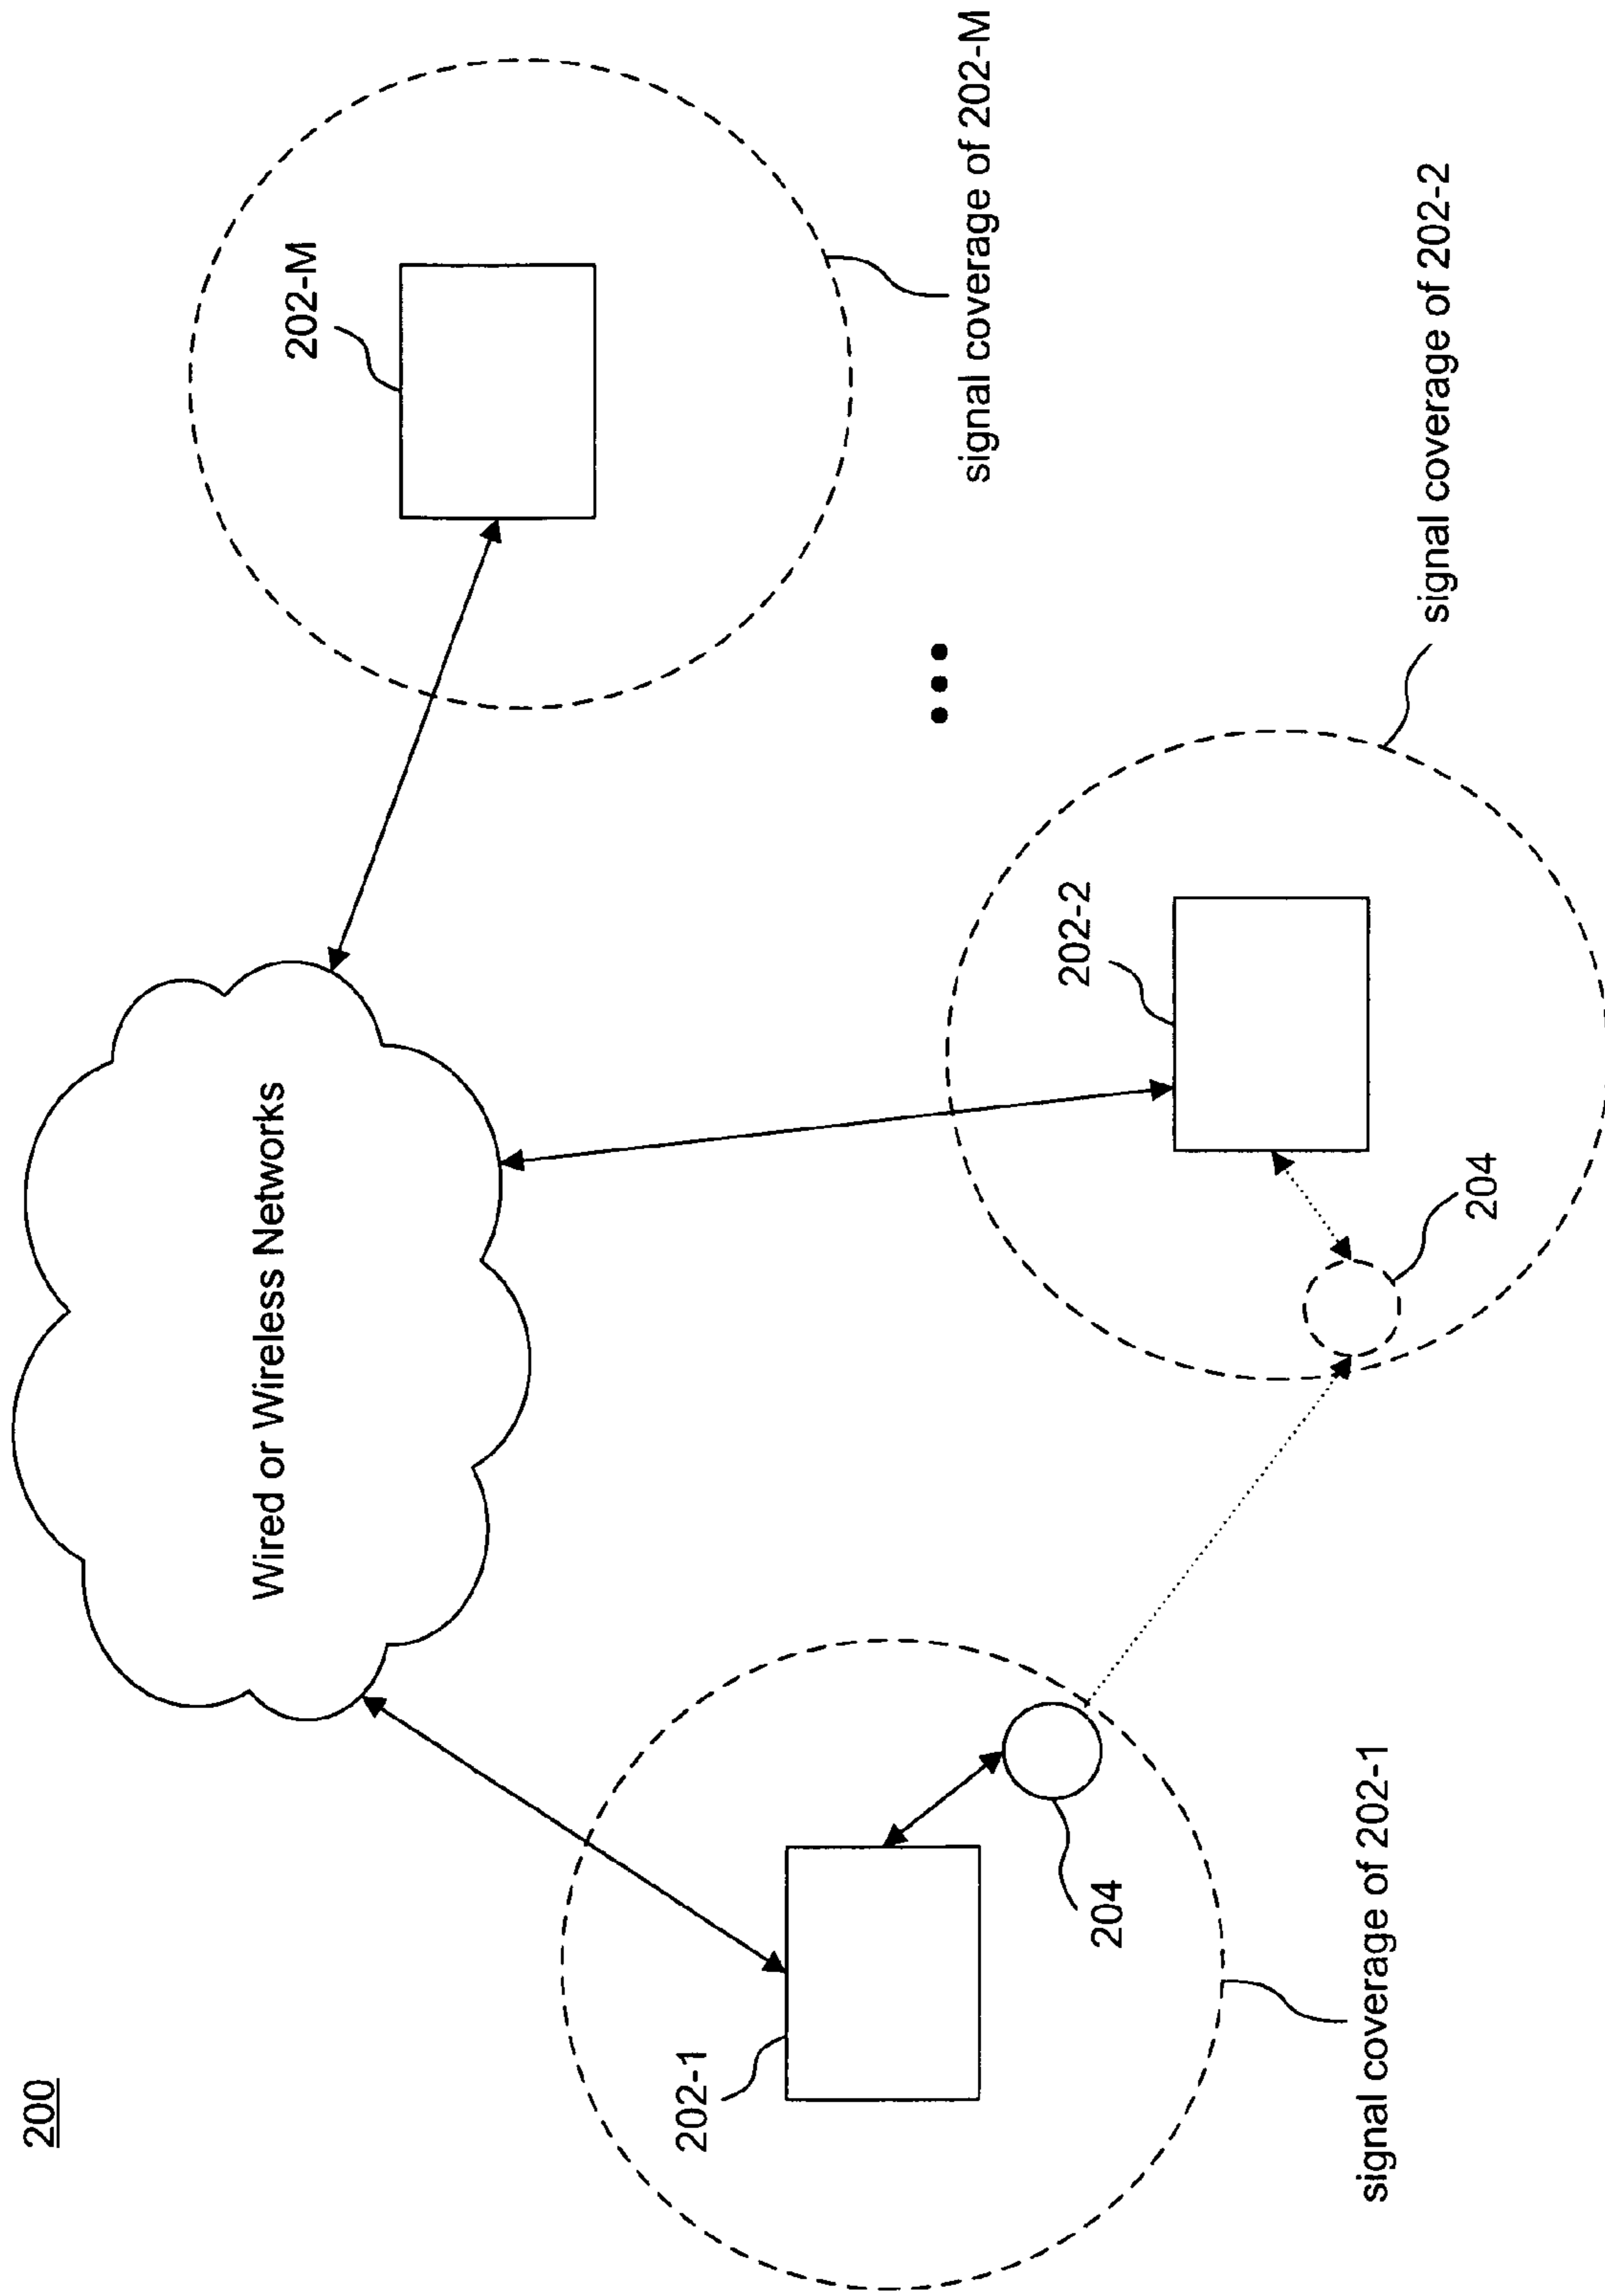 200
Wired or Wireless Networks
202-M
signal coverage of 202-M
202-1
204
signal coverage of 202-1
202-2
204
signal coverage of 202-2